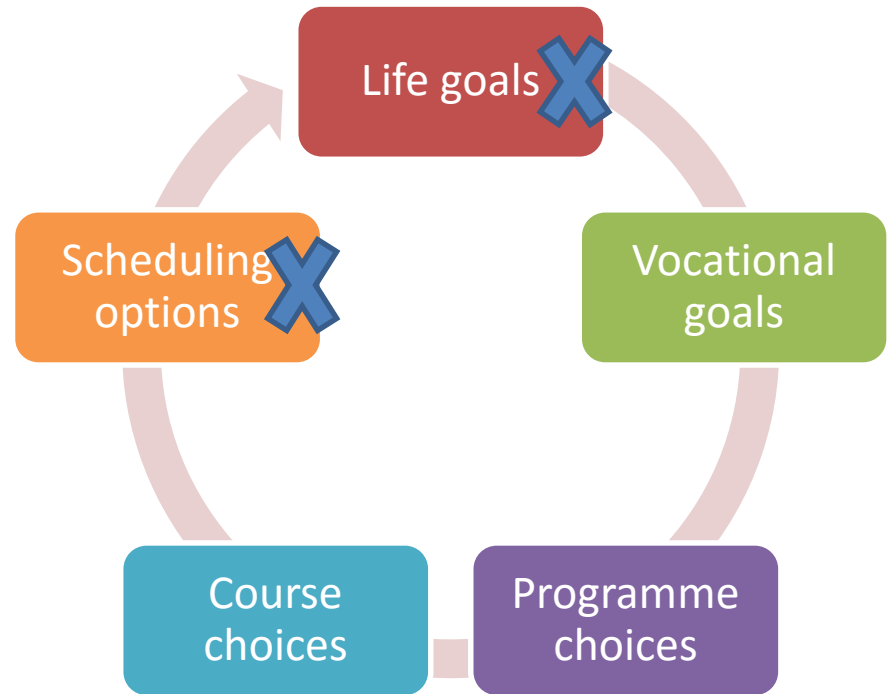 Life goals
Vocational
goals
Programme
choices
Course
choices
Scheduling
options